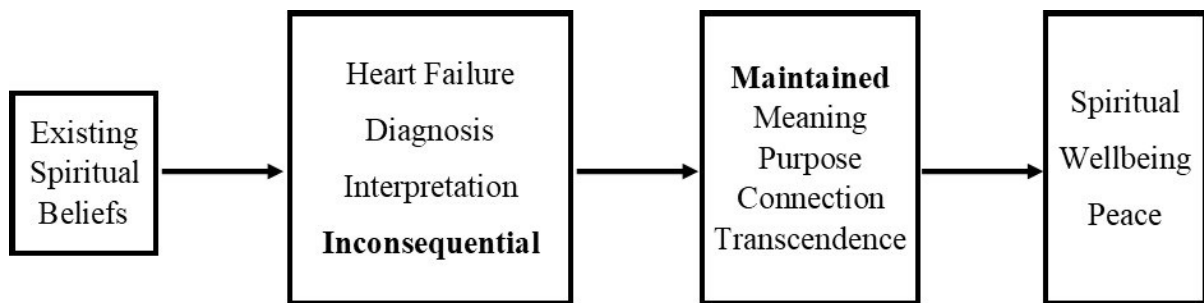 Existing
Spiritual
Beliefs
Heart Failure
Diagnosis
Interpretation
Inconsequential
Maintained
Meaning
Purpose
Connection
Transcendence
Spiritual
Wellbeing
Peace